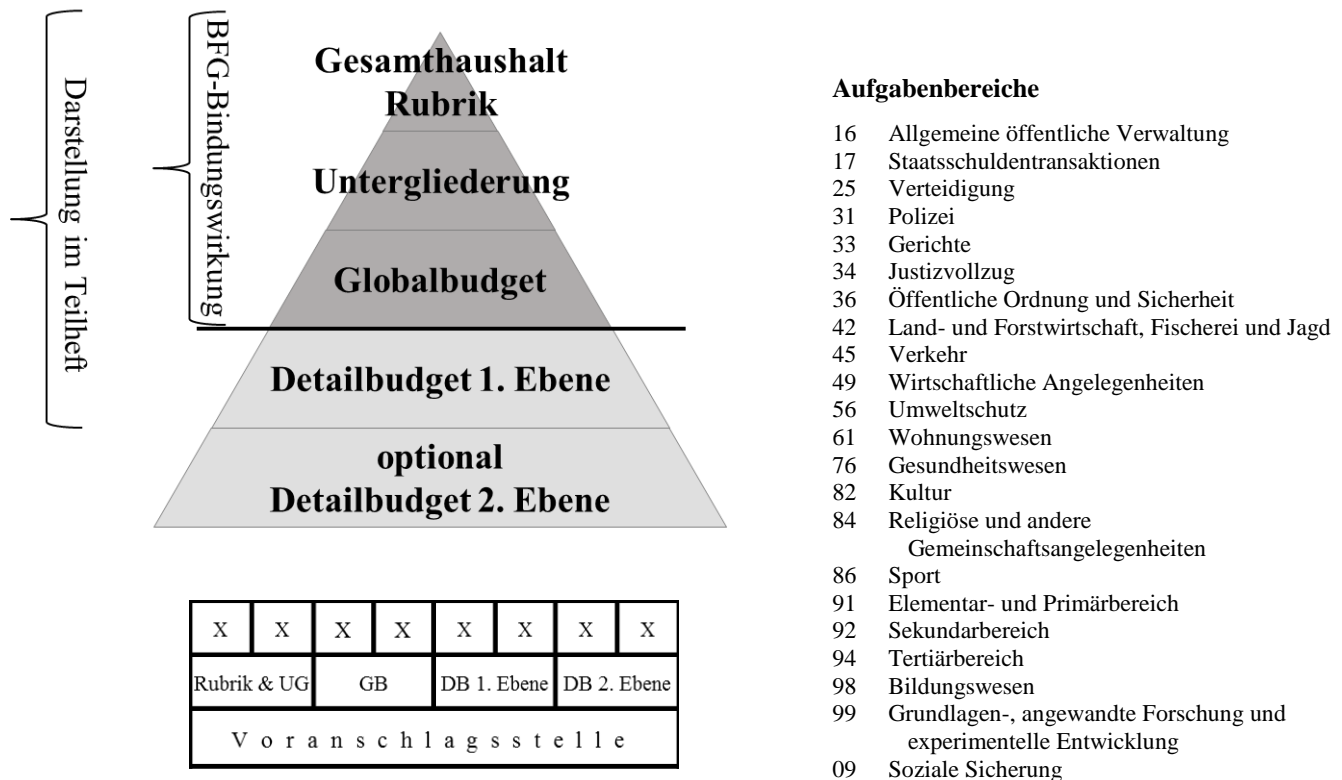 Darstellung im Teilheft
BFG-Bindungswirkung
Gesamthaushalt
Rubrik
Untergliederung
Globalbudget
Detailbudget 1. Ebene
optional
Detailbudget 2. Ebene
X X X X X X X X
Rubrik & UG GB DB 1. Ebene DB 2. Ebene
Voranschlagsstelle
Aufgabenbereiche
16 Allgemeine öffentliche Verwaltung
17 Staatsschuldentransaktionen
25 Verteidigung
31 Polizei
33 Gerichte
34 Justizvollzug
36 Öffentliche Ordnung und Sicherheit
42 Land- und Forstwirtschaft, Fischerei und Jagd
45 Verkehr
49 Wirtschaftliche Angelegenheiten
56 Umweltschutz
61 Wohnungswesen
76 Gesundheitswesen
82 Kultur
84 Religiöse und andere
Gemeinschaftsangelegenheiten
86 Sport
91 Elementar- und Primärbereich
92 Sekundarbereich
94 Tertiärbereich
98 Bildungswesen
99 Grundlagen-, angewandte Forschung und
experimentelle Entwicklung
09 Soziale Sicherung